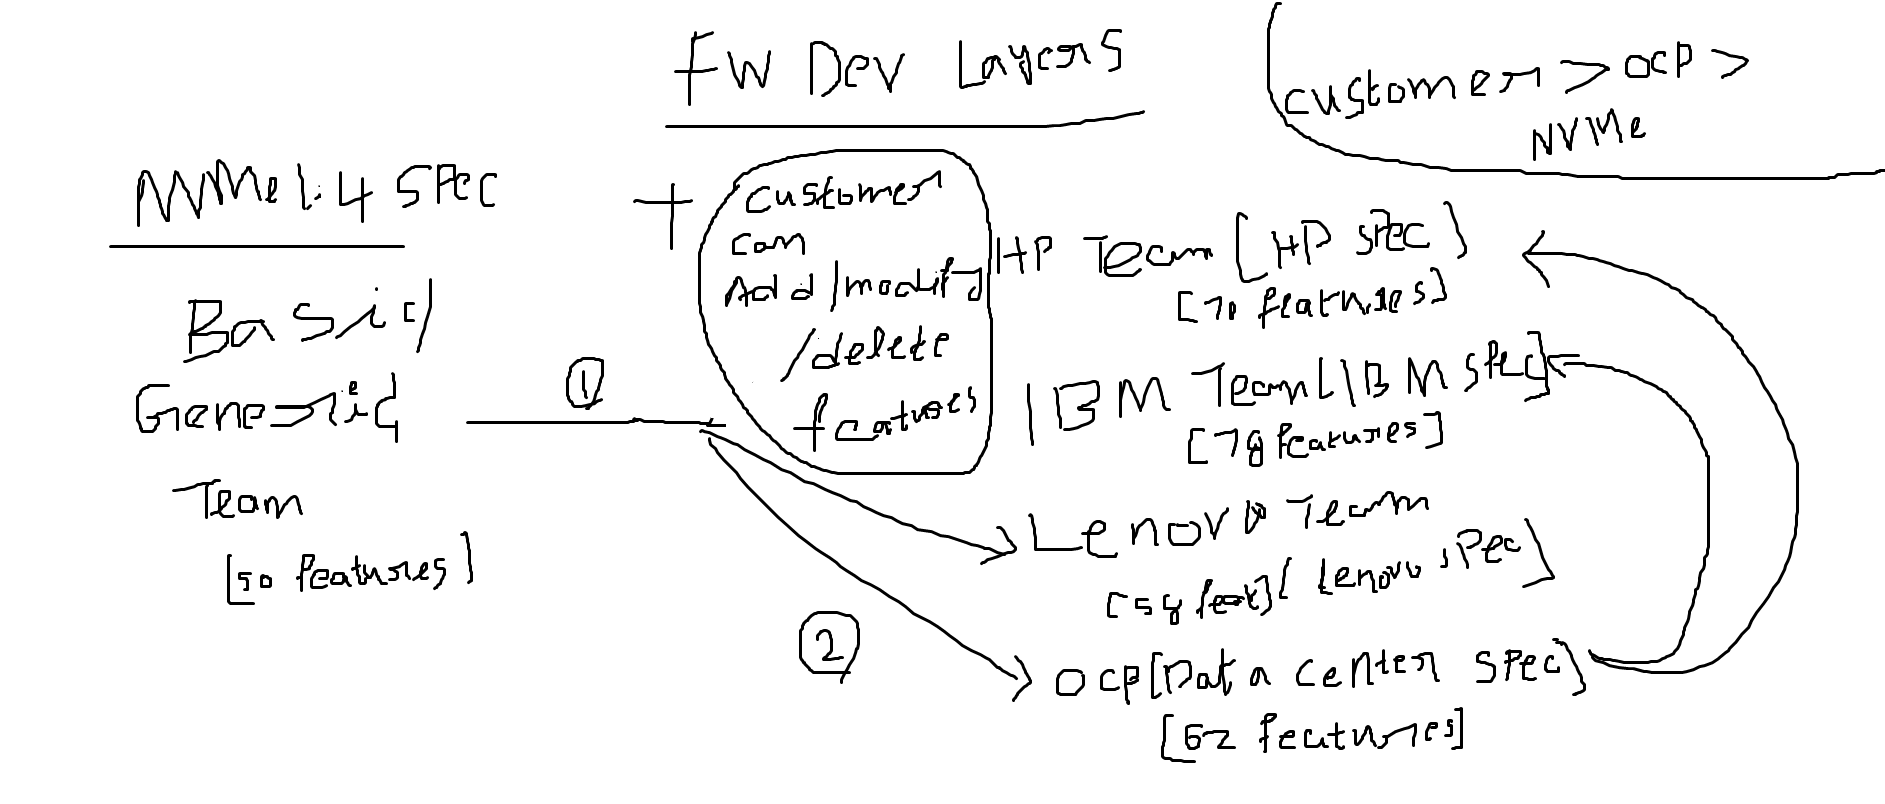 FW Dev Layers
customer > OCP >
NVMe
NVMe 1.4 SPEC
Basic/
Generic
Team
[50 features]
1
+
customer
can
Add/modify
/delete
features
HP Team [HP SPEC]
[70 features]
IBM Team [IBM SPEC]
[78 features]
Lenovo Team
[58 feat] [Lenovo SPEC]
2
OCP [Data center SPEC]
[62 features]